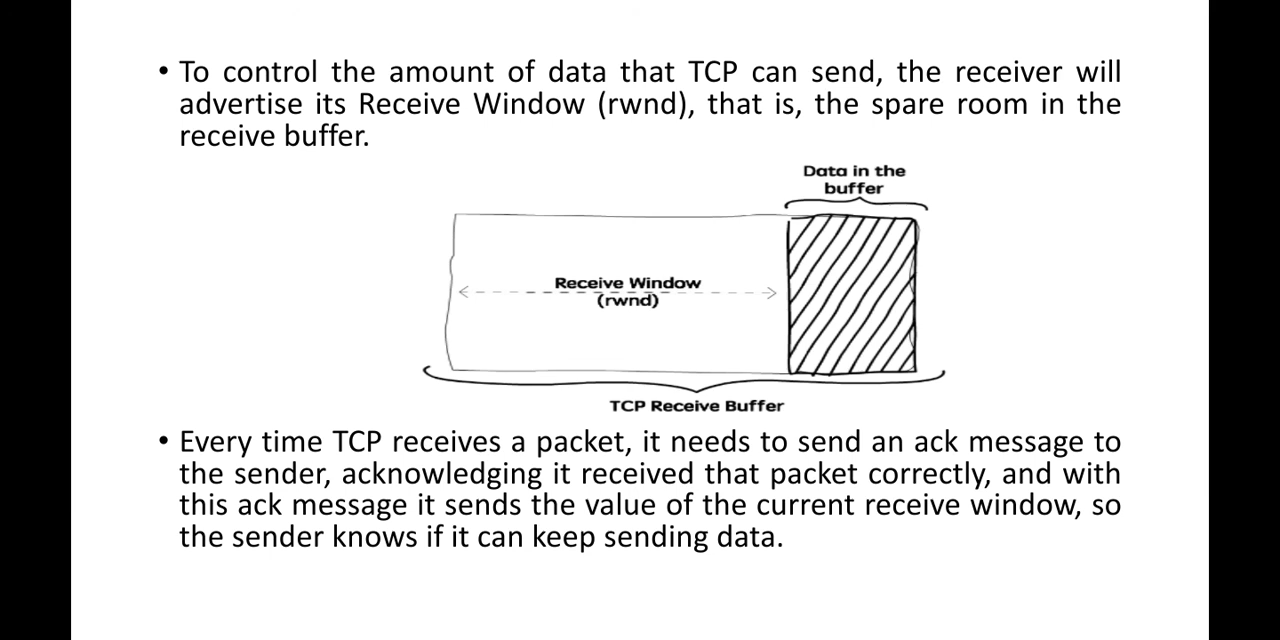 • To control the amount of data that TCP can send, the receiver will
advertise its Receive Window (rwnd), that is, the spare room in the
receive buffer.
Data in the
buffer
Receive Window
(rwnd)
TCP Receive Buffer
• Every time TCP receives a packet, it needs to send an ack message to
the sender, acknowledging it received that packet correctly, and with
this ack message it sends the value of the current receive window, so
the sender knows if it can keep sending data.